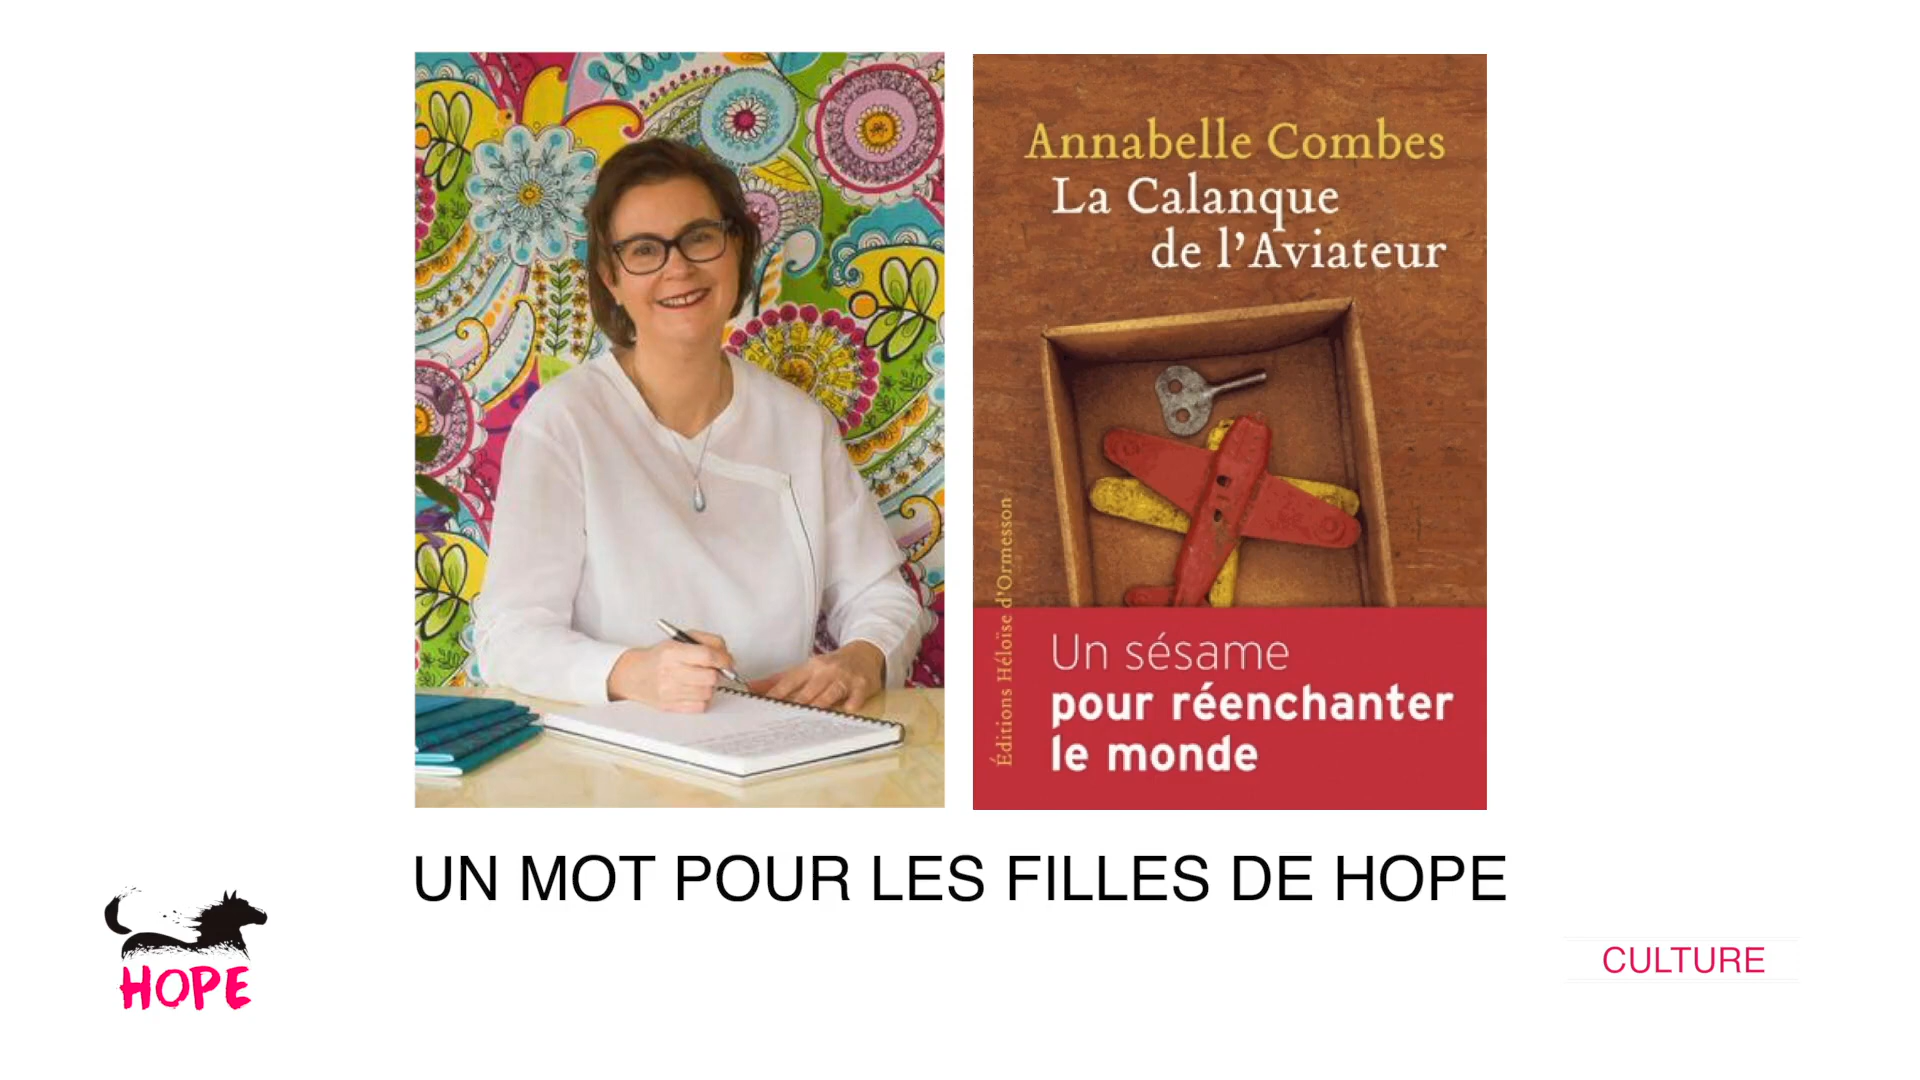 Annabelle Combes
La Calanque
de l'Aviateur
Éditions Héloïse d'Ormesson
Un sésame
pour réenchanter
le monde
UN MOT POUR LES FILLES DE HOPE
HOPE
CULTURE